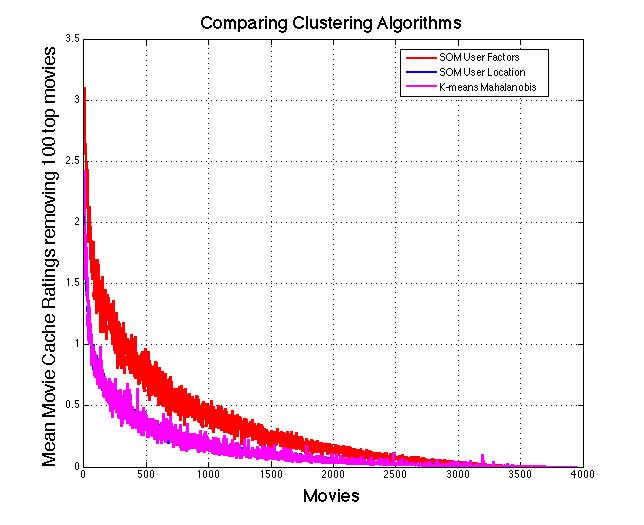 Comparing Clustering Algorithms
Mean Movie Cache Ratings removing 100 top movies
3.5
3
2.5
2
1.5
1
0.5
0
SOM User Factors
SOM User Location
K-means Mahalanobis
0
500
1000
1500
2000
2500
3000
3500
4000
Movies